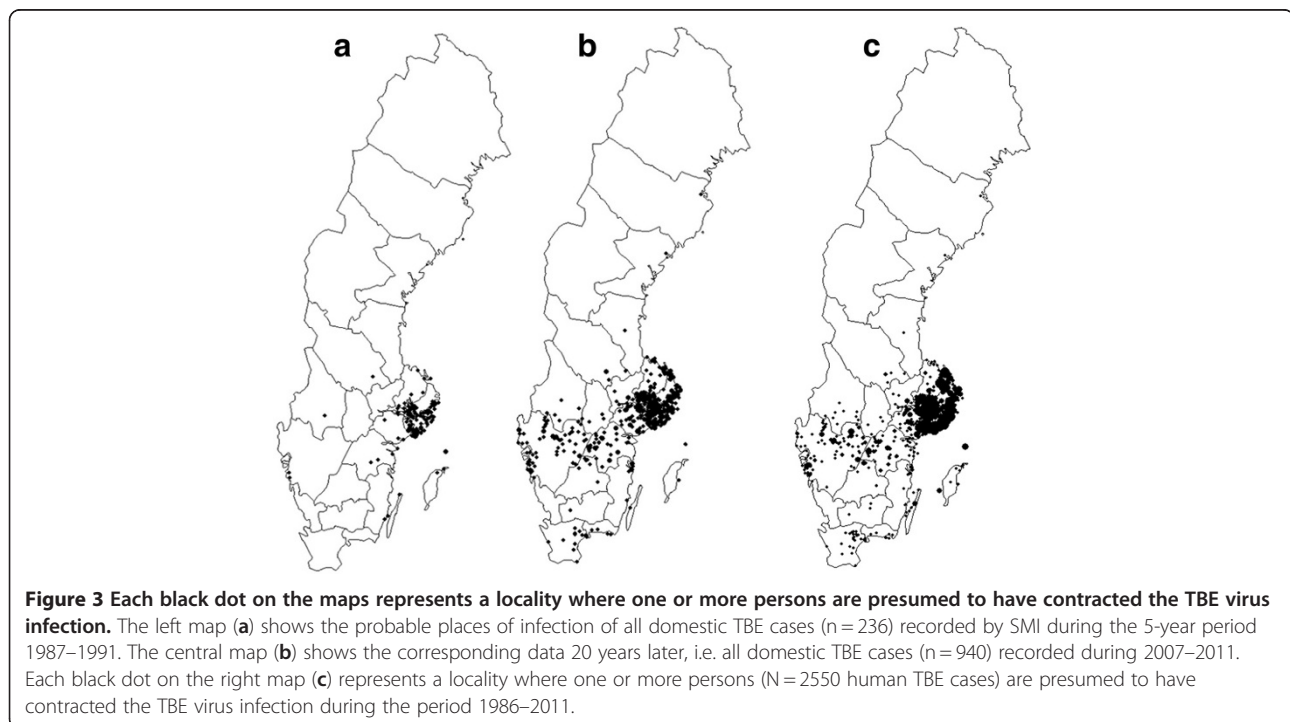 a b c
Figure 3 Each black dot on the maps represents a locality where one or more persons are presumed to have contracted the TBE virus
infection. The left map (a) shows the probable places of infection of all domestic TBE cases (n = 236) recorded by SMI during the 5-year period
1987–1991. The central map (b) shows the corresponding data 20 years later, i.e. all domestic TBE cases (n = 940) recorded during 2007–2011.
Each black dot on the right map (c) represents a locality where one or more persons (N = 2550 human TBE cases) are presumed to have
contracted the TBE virus infection during the period 1986–2011.